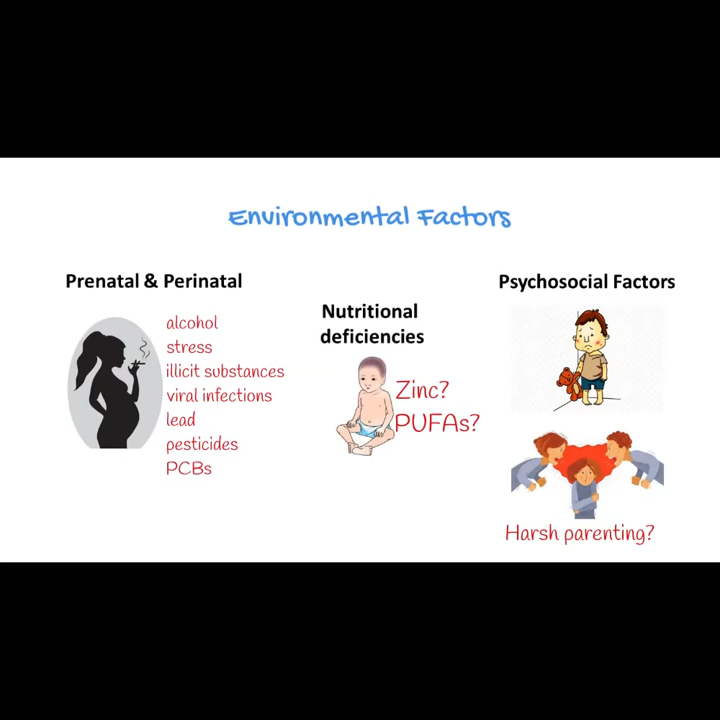 Environmental Factors
Prenatal & Perinatal
alcohol
stress
illicit substances
viral infections
lead
pesticides
PCBs
Nutritional
deficiencies
Zinc?
PUFAs?
Psychosocial Factors
Harsh parenting?